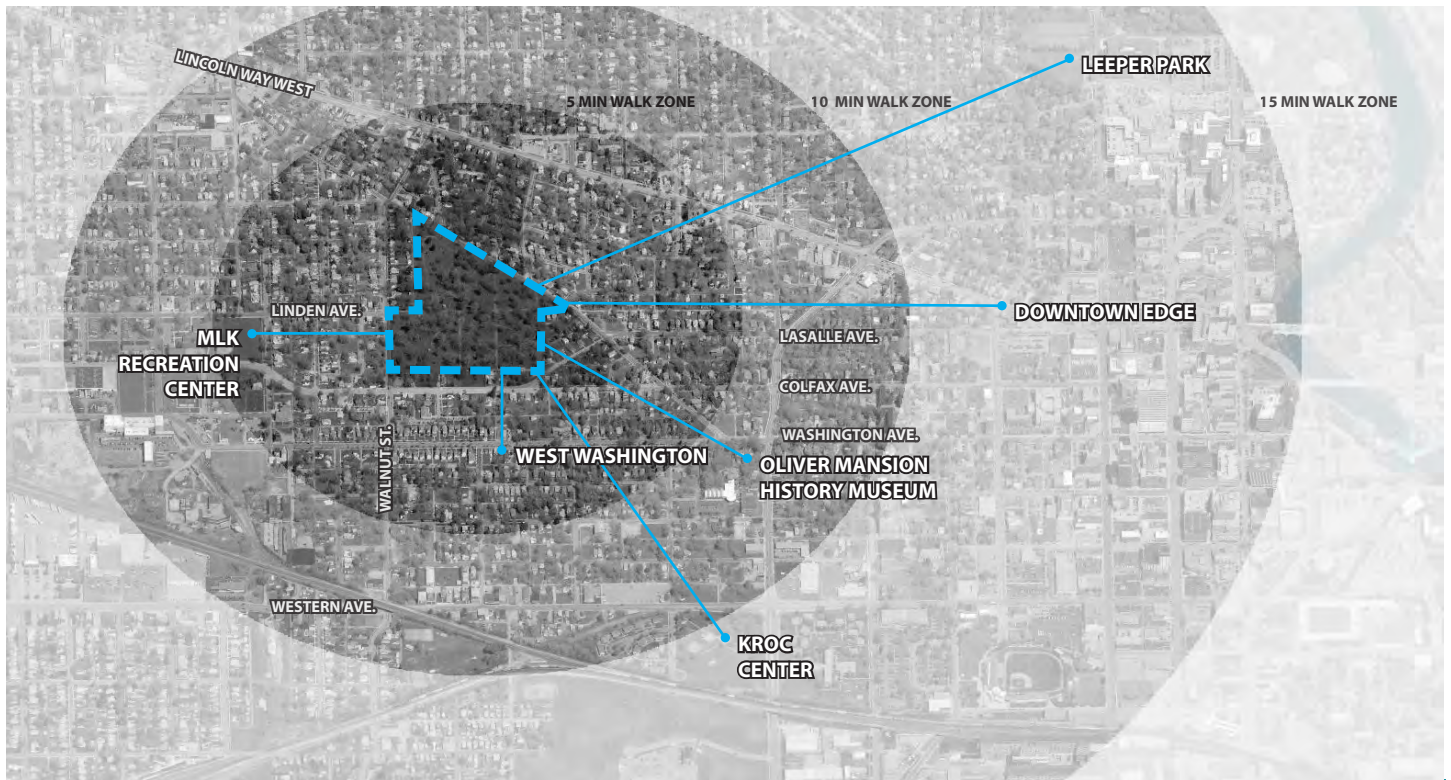 LINCOLN WAY WEST
LEEPER PARK
5 MIN WALK ZONE
10 MIN WALK ZONE
15 MIN WALK ZONE
LINDEN AVE.
DOWNTOWN EDGE
MLK
RECREATION
CENTER
LASALLE AVE.
COLFAX AVE.
WASHINGTON AVE.
WALNUT ST.
WEST WASHINGTON
OLIVER MANSION
HISTORY MUSEUM
WESTERN AVE.
KROC
CENTER